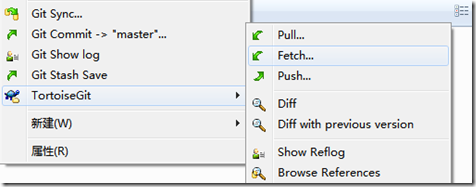 Git Sync...
Git Commit -> "master"...
Git Show log
Git Stash Save
TortoiseGit
新建(W)
属性(R)
Pull...
Fetch...
Push...
Diff
Diff with previous version
Show Reflog
Browse References